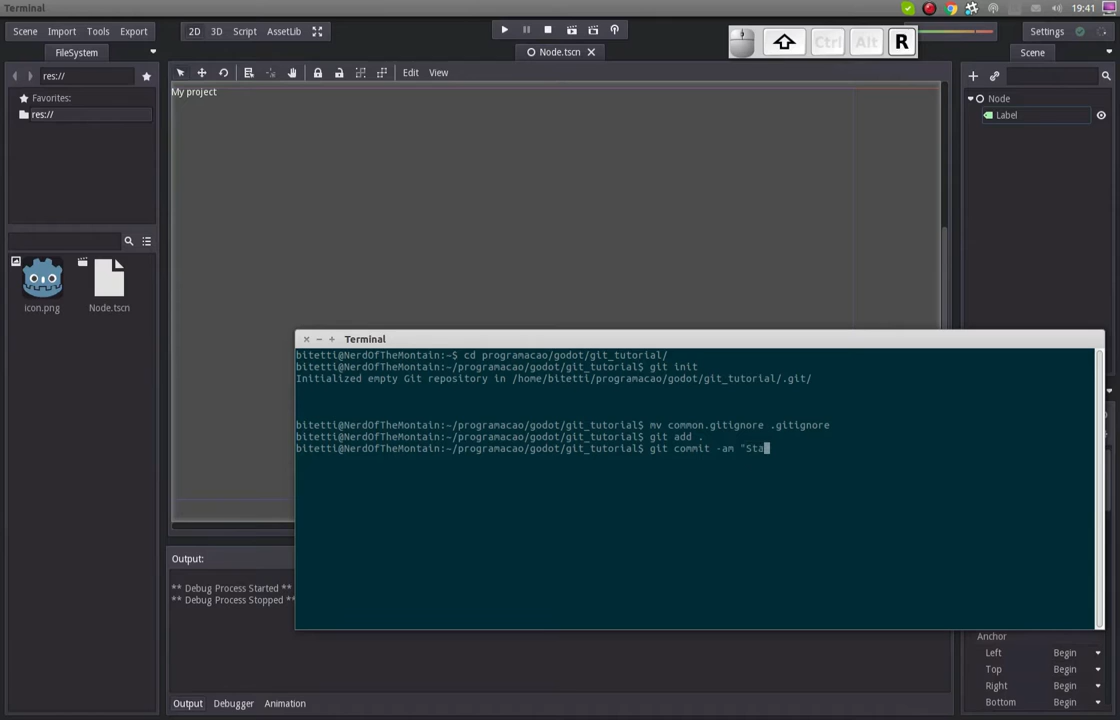 Terminal
19:41
Scene Import Tools Export
2D 3D Script AssetLib
Settings
Ctrl Alt R
FileSystem
Node.tscn
Scene
res://
Edit View
Favorites:
res://
My project
Node
Label
icon.png
Node.tscn
Terminal
bitetti@NerdOfTheMontain:~$ cd programacao/godot/git_tutorial/
bitetti@NerdOfTheMontain:~/programacao/godot/git_tutorial$ git init
Initialized empty Git repository in /home/bitetti/programacao/godot/git_tutorial/.git/
bitetti@NerdOfTheMontain:~/programacao/godot/git_tutorial$ mv common.gitignore .gitignore
bitetti@NerdOfTheMontain:~/programacao/godot/git_tutorial$ git add .
bitetti@NerdOfTheMontain:~/programacao/godot/git_tutorial$ git commit -am "Sta
Output:
** Debug Process Started **
** Debug Process Stopped **
Anchor
Left Begin
Top Begin
Right Begin
Bottom Begin
Output Debugger Animation